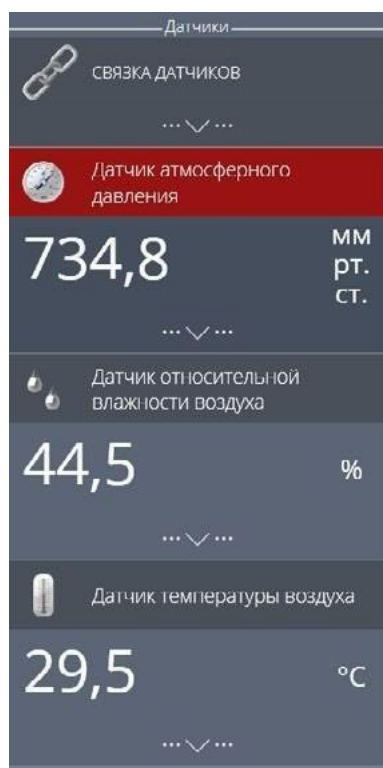 Датчики
СВЯЗКА ДАТЧИКОВ
Датчик атмосферного
давления
734,8
мм
рт.
ст.
Датчик относительной
влажности воздуха
44,5
%
Датчик температуры воздуха
29,5
°C